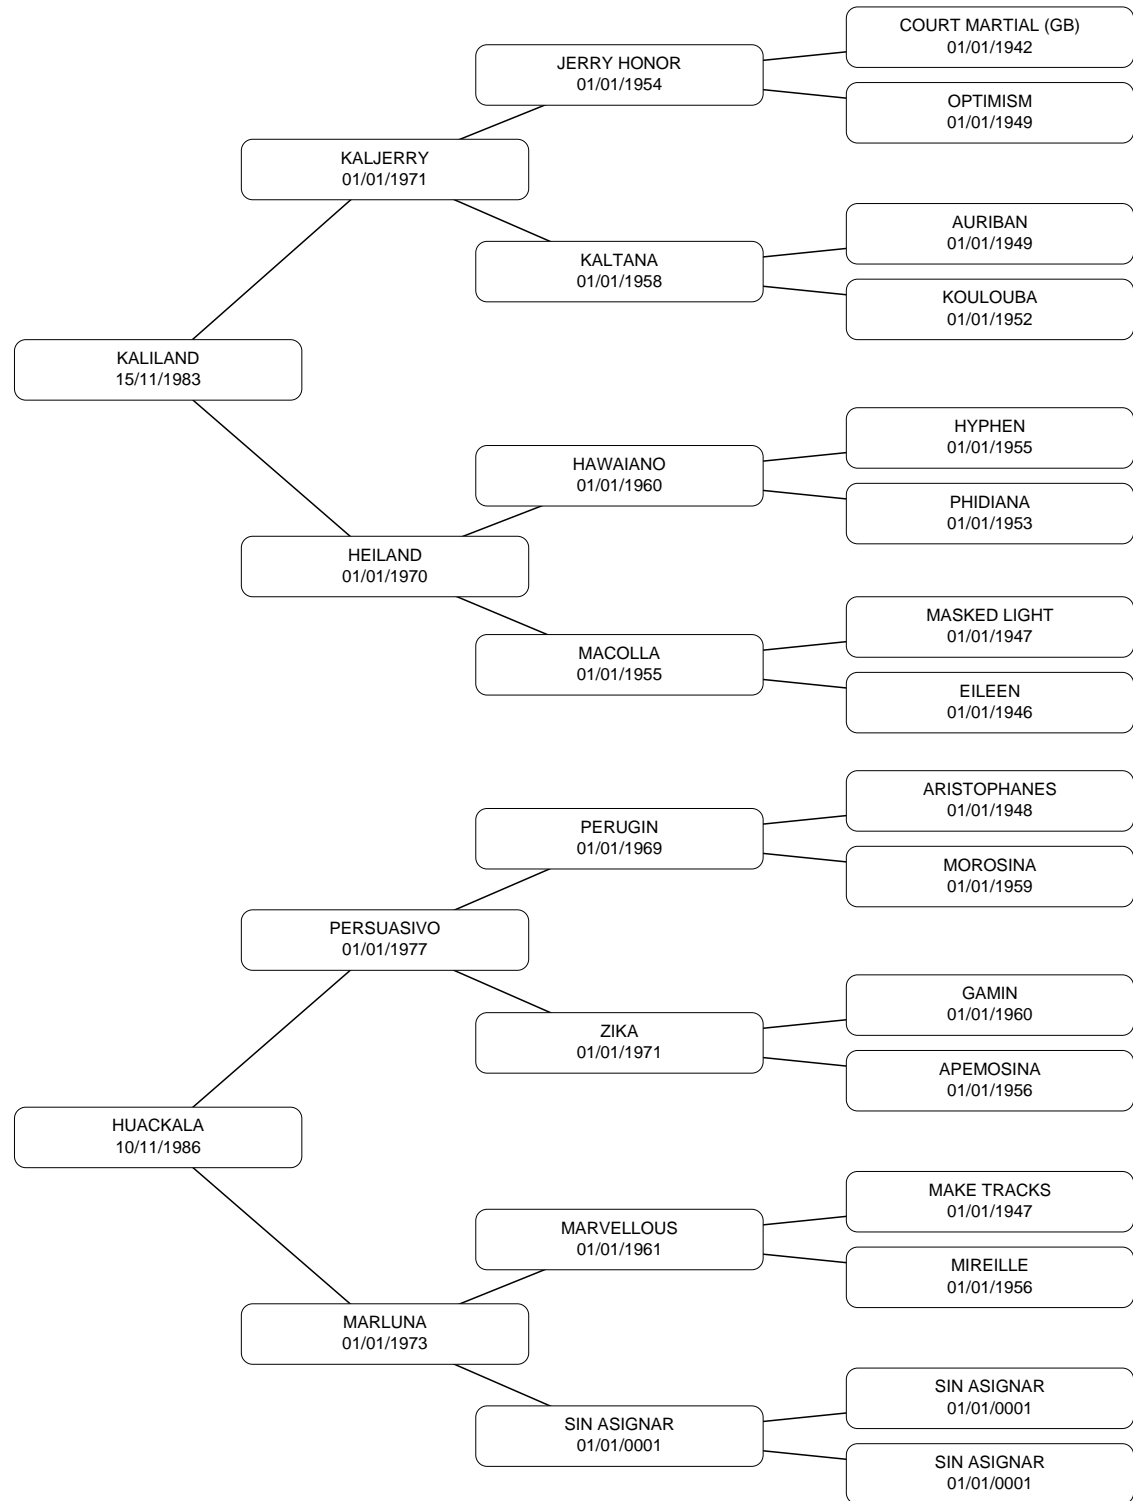 COURT MARTIAL (GB)
01/01/1942
JERRY HONOR
01/01/1954
OPTIMISM
01/01/1949
KALJERRY
01/01/1971
AURIBAN
01/01/1949
KALTANA
01/01/1958
KOULOUBA
01/01/1952
KALILAND
15/11/1983
HYPHEN
01/01/1955
HAWAIANO
01/01/1960
PHIDIANA
01/01/1953
HEILAND
01/01/1970
MASKED LIGHT
01/01/1947
MACOLLA
01/01/1955
EILEEN
01/01/1946
ARISTOPHANES
01/01/1948
PERUGIN
01/01/1969
MOROSINA
01/01/1959
PERSUASIVO
01/01/1977
GAMIN
01/01/1960
ZIKA
01/01/1971
APEMOSINA
01/01/1956
HUACKALA
10/11/1986
MAKE TRACKS
01/01/1947
MARVELLOUS
01/01/1961
MIREILLE
01/01/1956
MARLUNA
01/01/1973
SIN ASIGNAR
01/01/0001
SIN ASIGNAR
01/01/0001
SIN ASIGNAR
01/01/0001